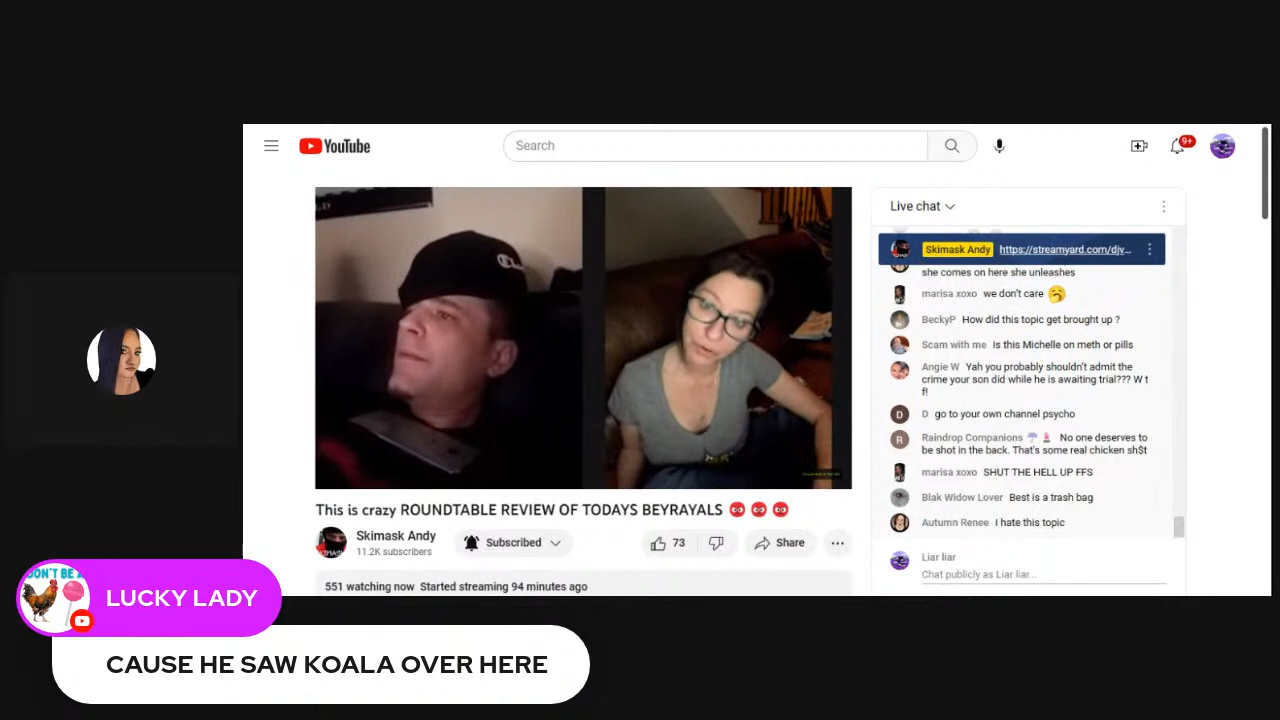 YouTube
Search
9+
This is crazy ROUNDTABLE REVIEW OF TODAYS BEYRAYALS
Skimask Andy
11.2K subscribers
Subscribed
73
Share
551 watching now Started streaming 94 minutes ago
Live chat
Skimask Andy https://streamyard.com/djv...
she comes on here she unleashes
marisa xoxo we don't care
BeckyP How did this topic get brought up ?
Scam with me Is this Michelle on meth or pills
Angie W Yah you probably shouldn't admit the
crime your son did while he is awaiting trial??? W t
f!
D D go to your own channel psycho
R Raindrop Companions No one deserves to
be shot in the back. That's some real chicken sh$t
marisa xoxo SHUT THE HELL UP FFS
Blak Widow Lover Best is a trash bag
Autumn Renee I hate this topic
Liar liar
Chat publicly as Liar liar...
DON'T BE A
LUCKY LADY
CAUSE HE SAW KOALA OVER HERE